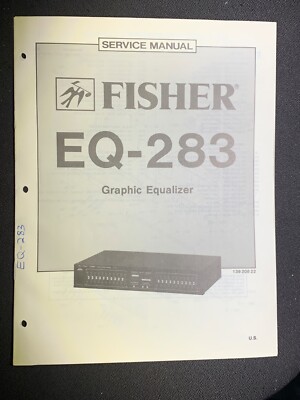 SERVICE MANUAL
FISHER®
EQ-283
Graphic Equalizer
EQ-283
U.S.